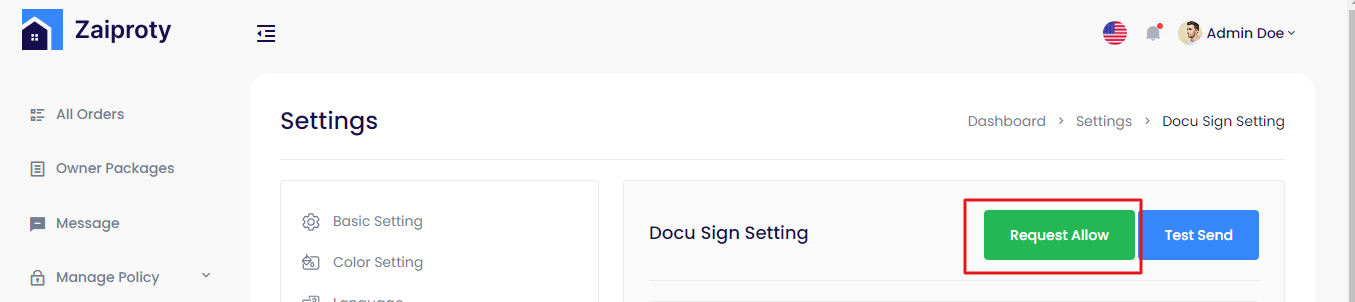 Zaiproty
Admin Doe
All Orders
Owner Packages
Message
Manage Policy
Settings
Dashboard > Settings > Docu Sign Setting
Basic Setting
Color Setting
Language
Docu Sign Setting
Request Allow
Test Send